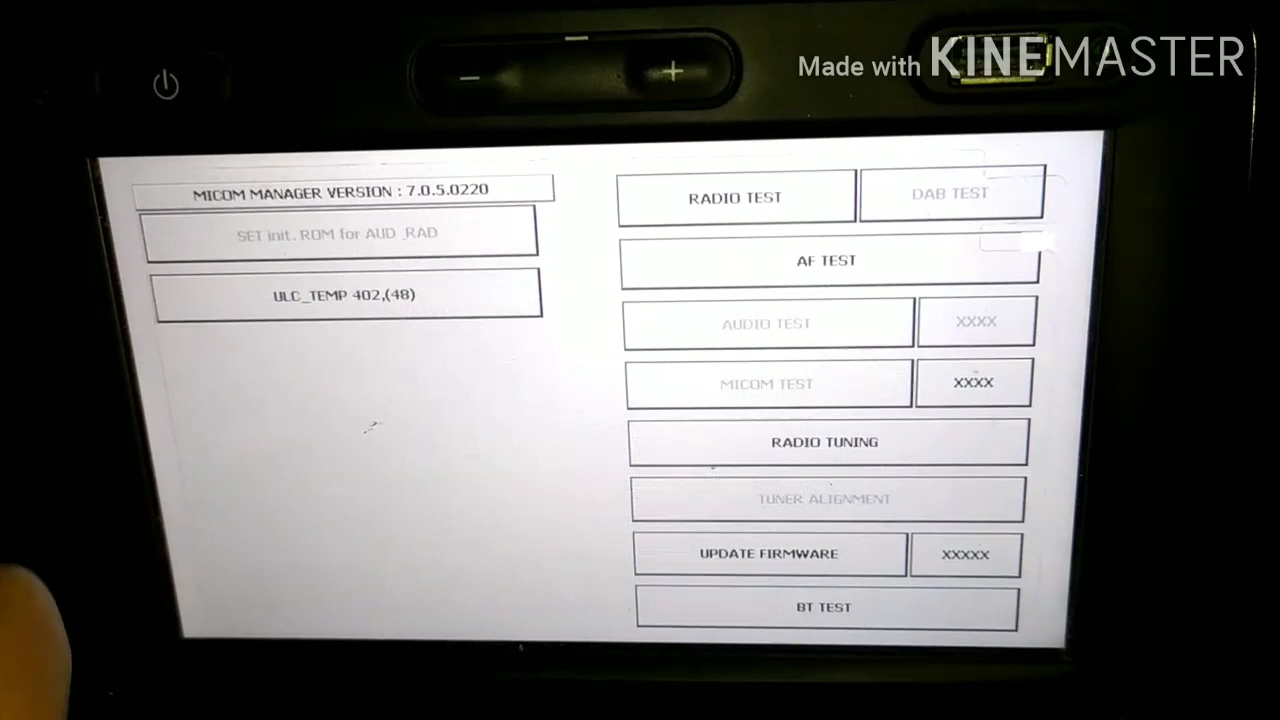 Made with KINEMASTER
MICOM MANAGER VERSION : 7.0.5.0220
SET init. ROM for AUD_RAD
ULC_TEMP 402,(48)
RADIO TEST
DAB TEST
AF TEST
AUDIO TEST
XXXX
MICOM TEST
XXXX
RADIO TUNING
TUNER ALIGNMENT
UPDATE FIRMWARE
XXXXX
BT TEST